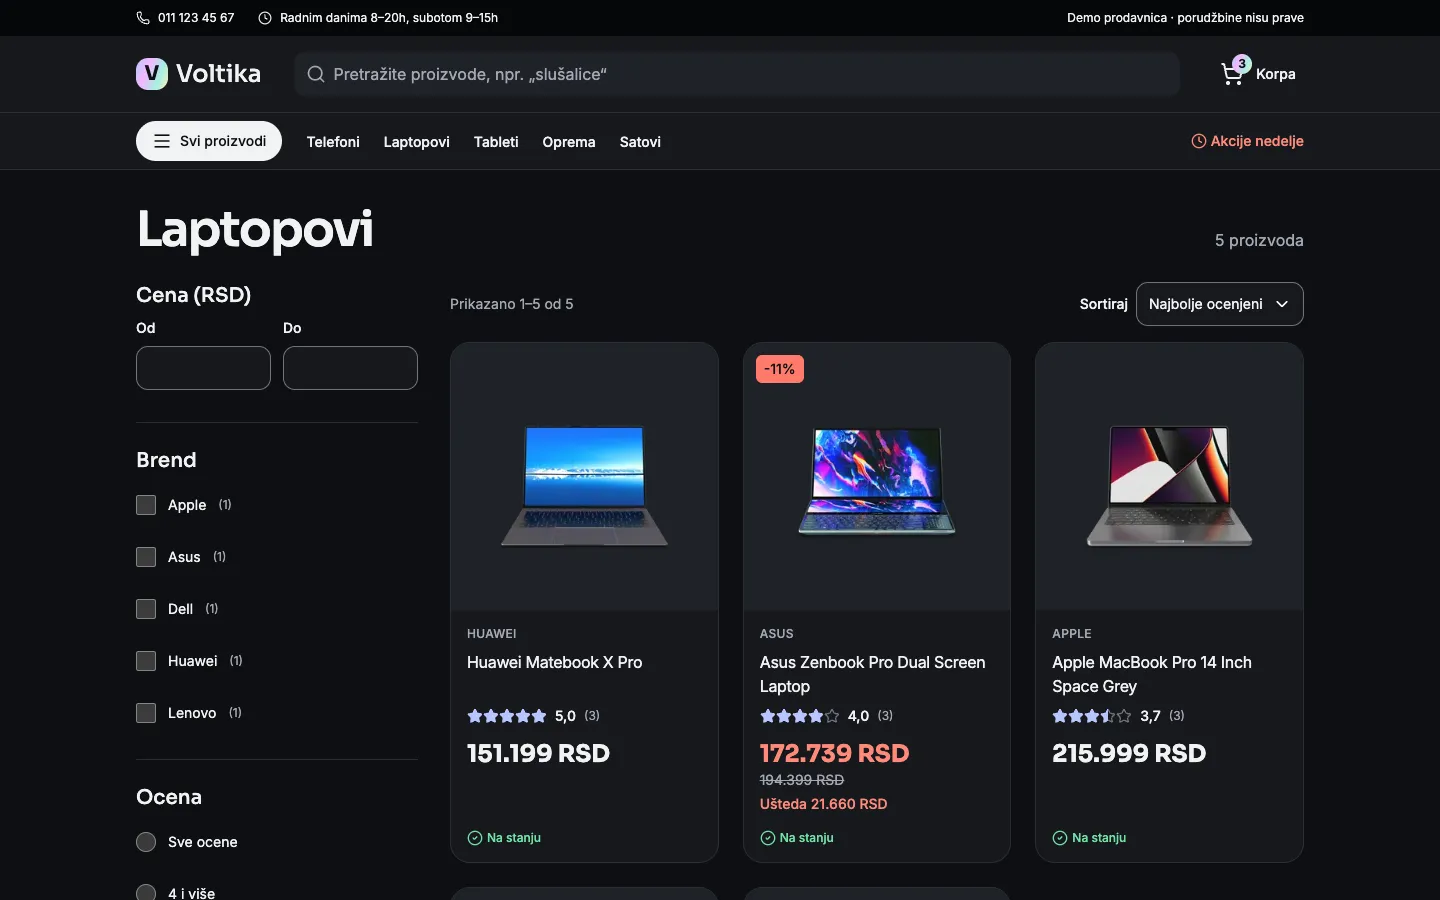 011 123 45 67
Radnim danima 8–20h, subotom 9–15h
Demo prodavnica · porudžbine nisu prave
V Voltika
Pretražite proizvode, npr. „slušalice“
3
Korpa
Svi proizvodi
Telefoni
Laptopovi
Tableti
Oprema
Satovi
Akcije nedelje
Laptopovi
5 proizvoda
Cena (RSD)
Od
Do
Brend
Apple (1)
Asus (1)
Dell (1)
Huawei (1)
Lenovo (1)
Ocena
Sve ocene
4 i više
Prikazano 1–5 od 5
Sortiraj
Najbolje ocenjeni
HUAWEI
Huawei Matebook X Pro
5,0 (3)
151.199 RSD
Na stanju
-11%
ASUS
Asus Zenbook Pro Dual Screen
Laptop
4,0 (3)
172.739 RSD
194.399 RSD
Ušteda 21.660 RSD
Na stanju
APPLE
Apple MacBook Pro 14 Inch
Space Grey
3,7 (3)
215.999 RSD
Na stanju